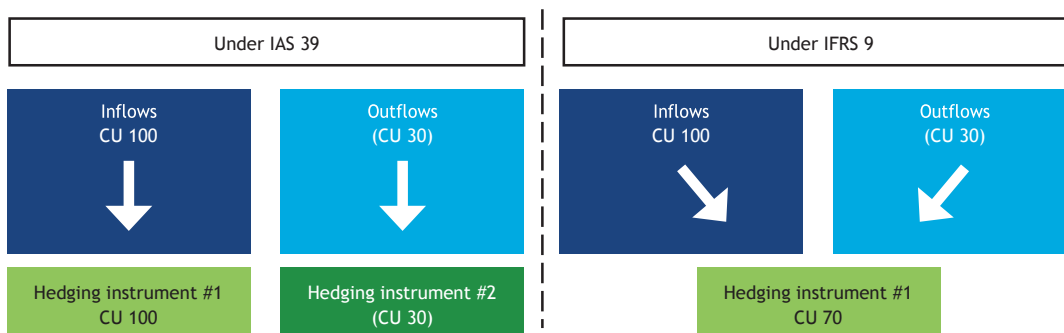 Under IAS 39
Under IFRS 9
Inflows
CU 100
Outflows
(CU 30)
Inflows
CU 100
Outflows
(CU 30)
Hedging instrument #1
CU 100
Hedging instrument #2
(CU 30)
Hedging instrument #1
CU 70